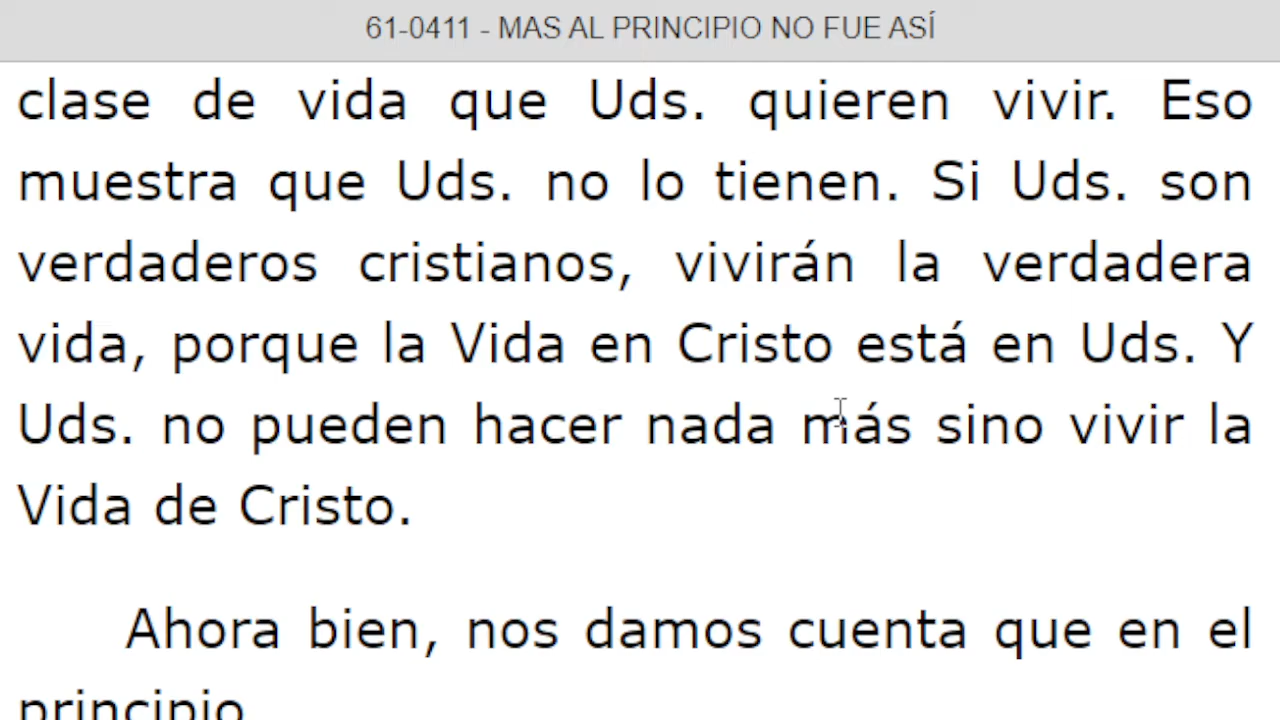 61-0411 - MAS AL PRINCIPIO NO FUE ASÍ
clase de vida que Uds. quieren vivir. Eso
muestra que Uds. no lo tienen. Si Uds. son
verdaderos cristianos, vivirán la verdadera
vida, porque la Vida en Cristo está en Uds. Y
Uds. no pueden hacer nada más sino vivir la
Vida de Cristo.
Ahora bien, nos damos cuenta que en el
principio